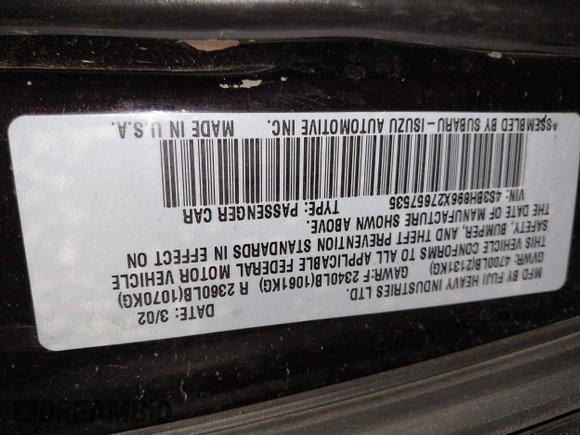 MFD BY FUJI HEAVY INDUSTRIES LTD. DATE: 3/02
GVWR: 4700LB(2131KG) GAWR: F 2340LB(1061KG) R 2360LB(1070KG)
THIS VEHICLE CONFORMS TO ALL APPLICABLE FEDERAL MOTOR VEHICLE
SAFETY, BUMPER, AND THEFT PREVENTION STANDARDS IN EFFECT ON
THE DATE OF MANUFACTURE SHOWN ABOVE.
VIN: 4S3BH896X27657535 TYPE: PASSENGER CAR
*ASSEMBLED BY SUBARU-ISUZU AUTOMOTIVE INC. MADE IN U.S.A.
DREAMBID